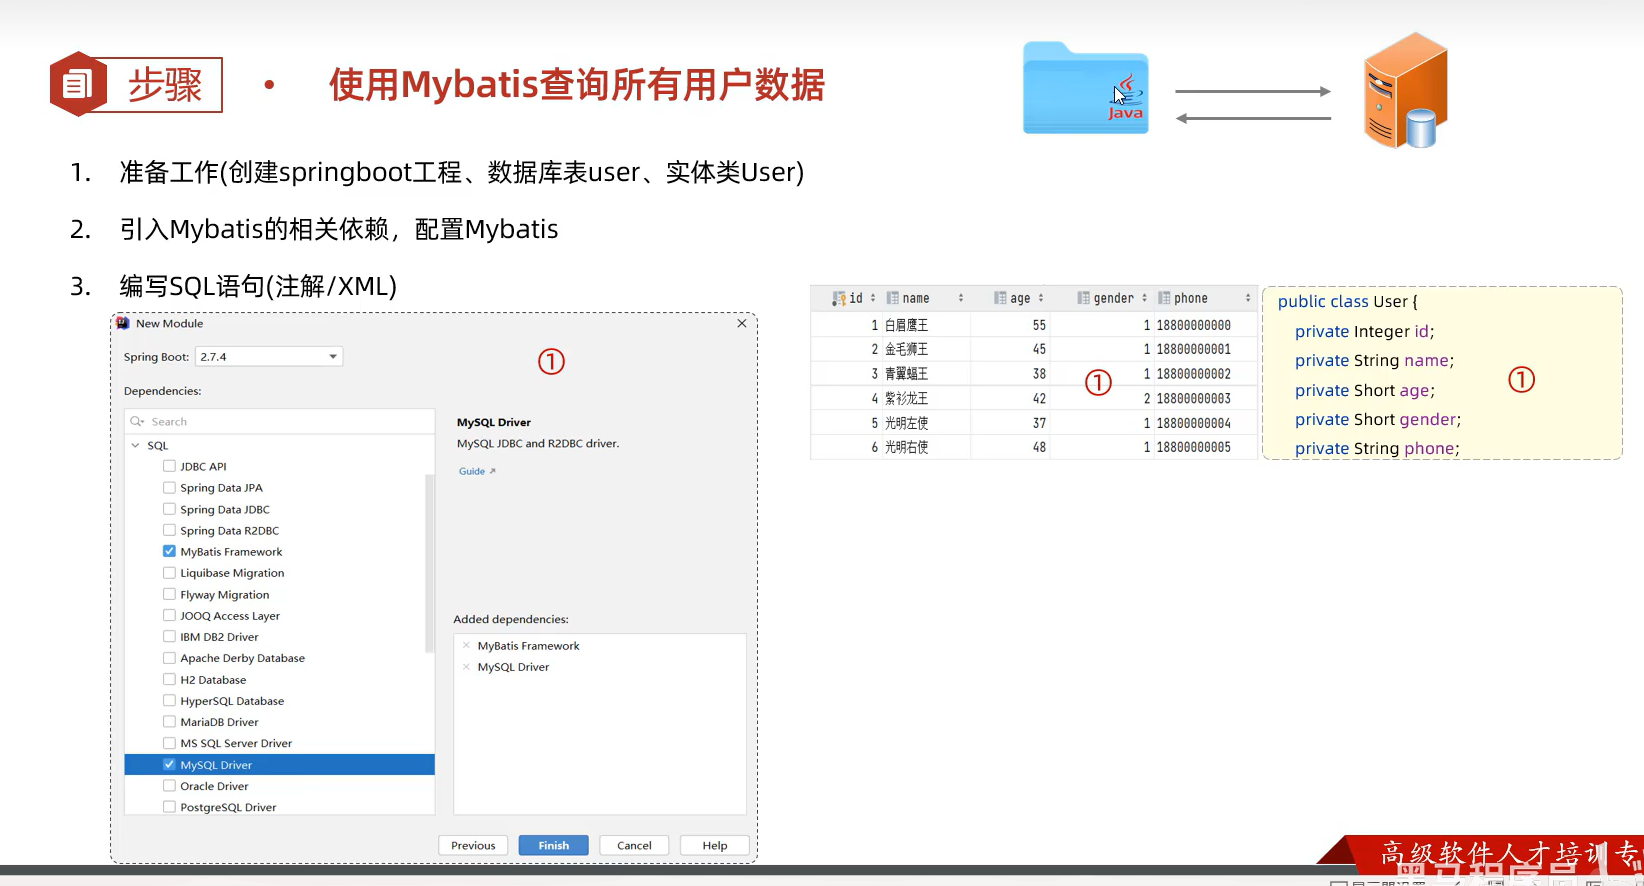 步骤
• 使用Mybatis查询所有用户数据
Java
1. 准备工作(创建springboot工程、数据库表user、实体类User)
2. 引入Mybatis的相关依赖，配置Mybatis
3. 编写SQL语句(注解/XML)
New Module
Spring Boot: 2.7.4
①
Dependencies:
Search
SQL
JDBC API
Spring Data JPA
Spring Data JDBC
Spring Data R2DBC
MyBatis Framework
Liquibase Migration
Flyway Migration
JOOQ Access Layer
IBM DB2 Driver
Apache Derby Database
H2 Database
HyperSQL Database
MariaDB Driver
MS SQL Server Driver
MySQL Driver
Oracle Driver
PostgreSQL Driver
MySQL Driver
MySQL JDBC and R2DBC driver.
Guide
Added dependencies:
MyBatis Framework
MySQL Driver
Previous Finish Cancel Help
id name age gender phone
1 白眉鹰王 55 1 18800000000
2 金毛狮王 45 1 18800000001
3 青翼蝠王 38 1 18800000002
4 紫衫龙王 42 2 18800000003
5 光明左使 37 1 18800000004
6 光明右使 48 1 18800000005
①
public class User {
private Integer id;
private String name;
private Short age;
private Short gender;
private String phone;
①
高级软件人才培训专
黑马程序员